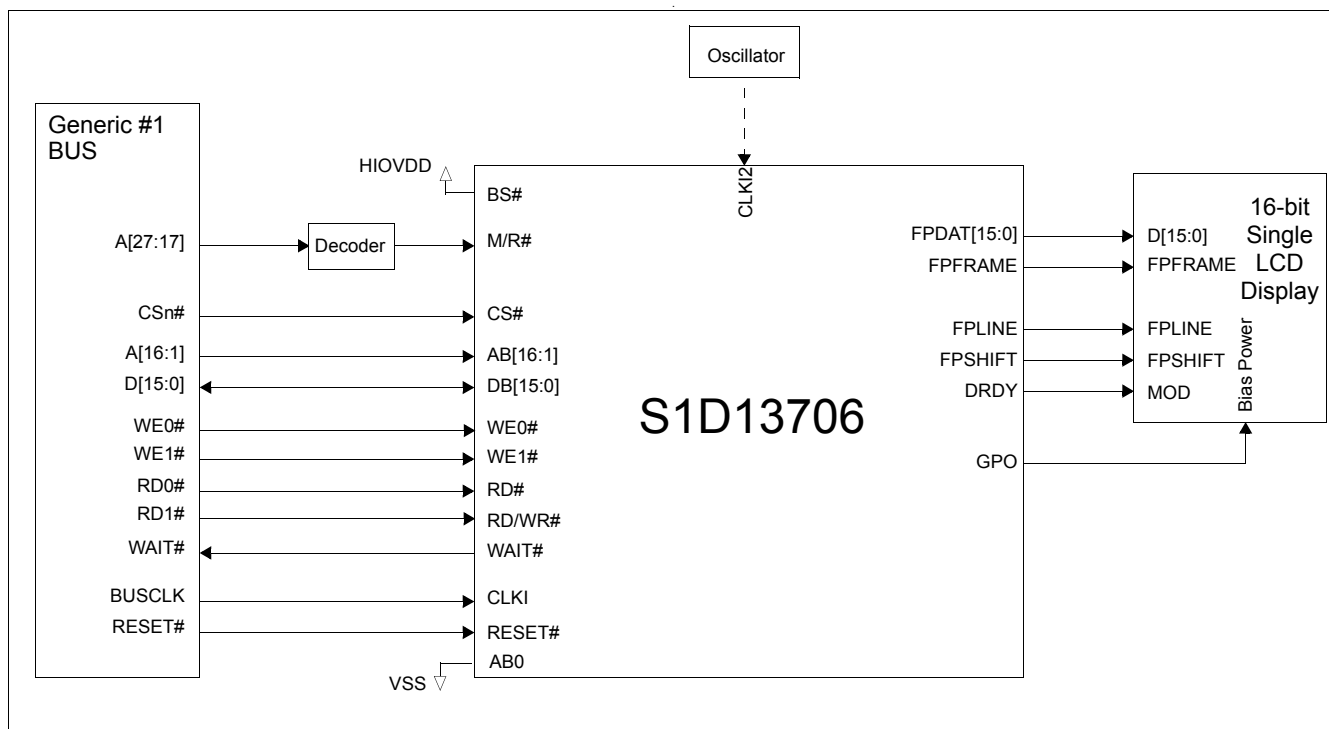 Oscillator
Generic #1
BUS
HIOVDD
BS#
CLKI2
16-bit
Single
LCD
Display
A[27:17]
Decoder
M/R#
FPDAT[15:0]
D[15:0]
FPFRAME
FPFRAME
CSn#
CS#
FPLINE
FPLINE
A[16:1]
AB[16:1]
FPSHIFT
FPSHIFT
D[15:0]
DB[15:0]
DRDY
MOD
Bias Power
S1D13706
WE0#
WE0#
WE1#
WE1#
GPO
RD0#
RD#
RD1#
RD/WR#
WAIT#
WAIT#
BUSCLK
CLKI
RESET#
RESET#
AB0
VSS